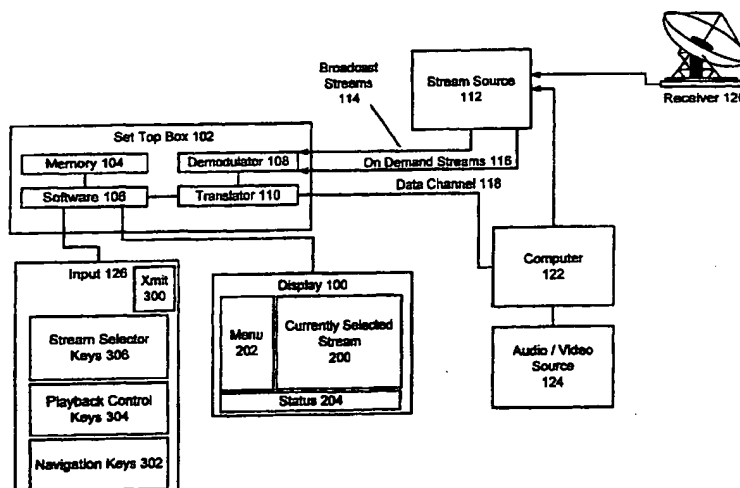 Broadcast
Streams
114
Stream Source
112
Receiver 120
Set Top Box 102
Memory 104
Demodulator 108
On Demand Streams 116
Software 106
Translator 110
Data Channel 118
Input 126
Xmit
300
Stream Selector
Keys 306
Playback Control
Keys 304
Navigation Keys 302
Display 100
Menu
202
Currently Selected
Stream
200
Status 204
Computer
122
Audio / Video
Source
124